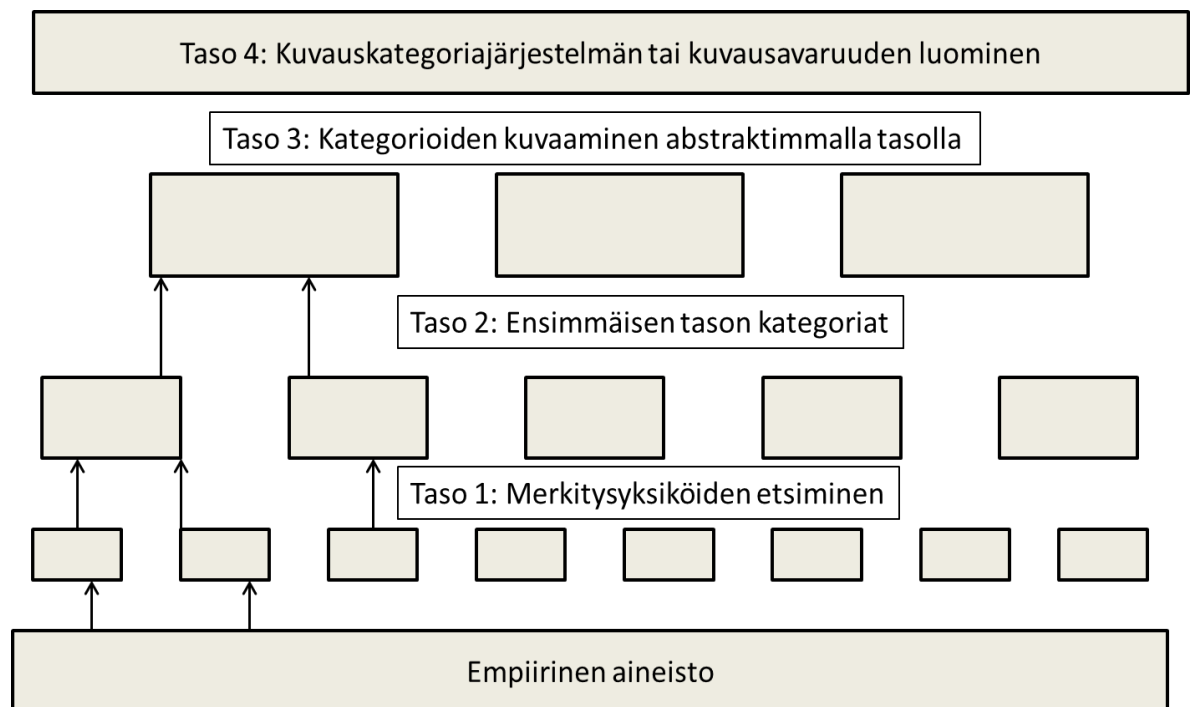 Taso 4: Kuvauskategoriajärjestelmän tai kuvausavaruuden luominen
Taso 3: Kategorioiden kuvaaminen abstraktimmalla tasolla
Taso 2: Ensimmäisen tason kategoriat
Taso 1: Merkitysyksiköiden etsiminen
Empiirinen aineisto